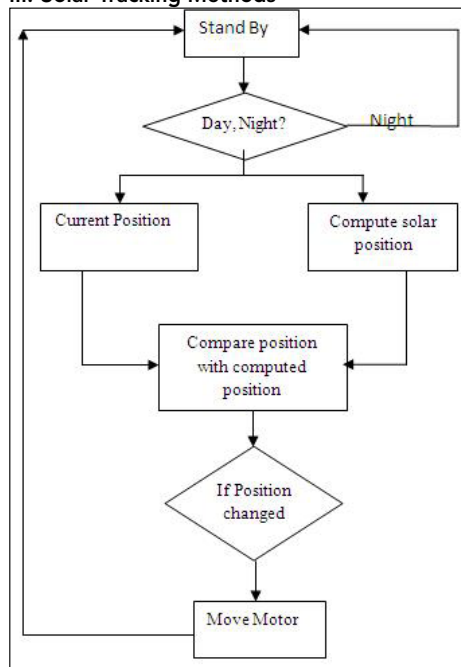 III. Solar Tracking Methods
Stand By
Day, Night?
Night
Current Position
Compute solar
position
Compare position
with computed
position
If Position
changed
Move Motor